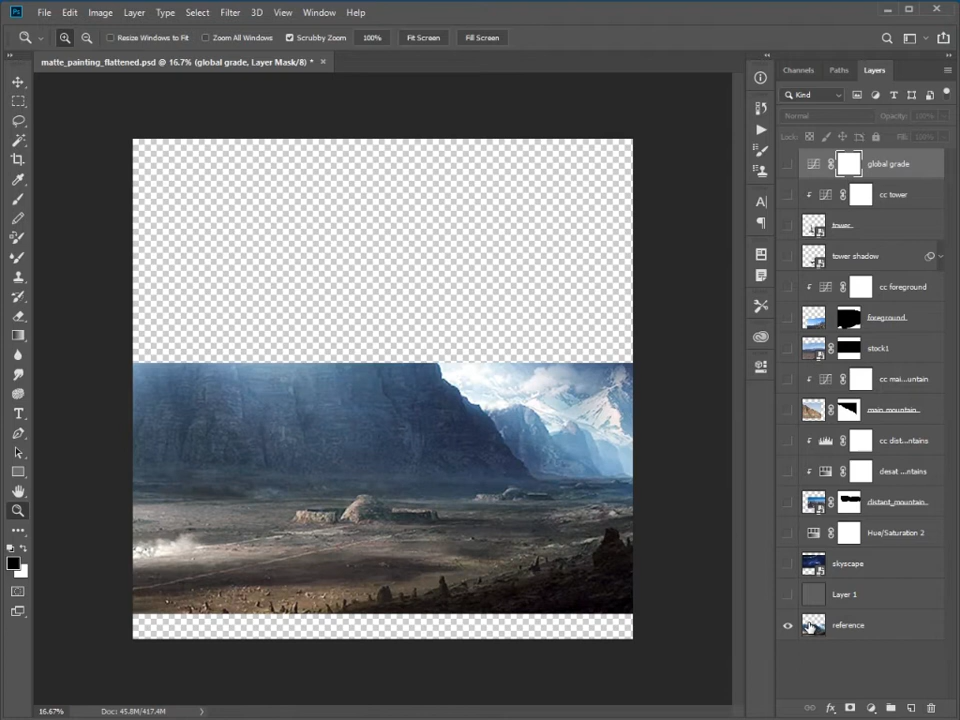 Ps File Edit Image Layer Type Select Filter 3D View Window Help
Resize Windows to Fit Zoom All Windows Scrubby Zoom 100% Fit Screen Fill Screen
matte_painting_flattened.psd @ 16.7% (global grade, Layer Mask/8) *
Channels Paths Layers
Kind
Normal Opacity: 100%
Lock: Fill: 100%
global grade
cc tower
tower
tower shadow
cc foreground
foreground
stock1
cc mai...untain
main_mountain
cc dist...ntains
desat ...ntains
distant_mountain
Hue/Saturation 2
skyscape
Layer 1
reference
16.67% Doc: 45.8M/417.4M